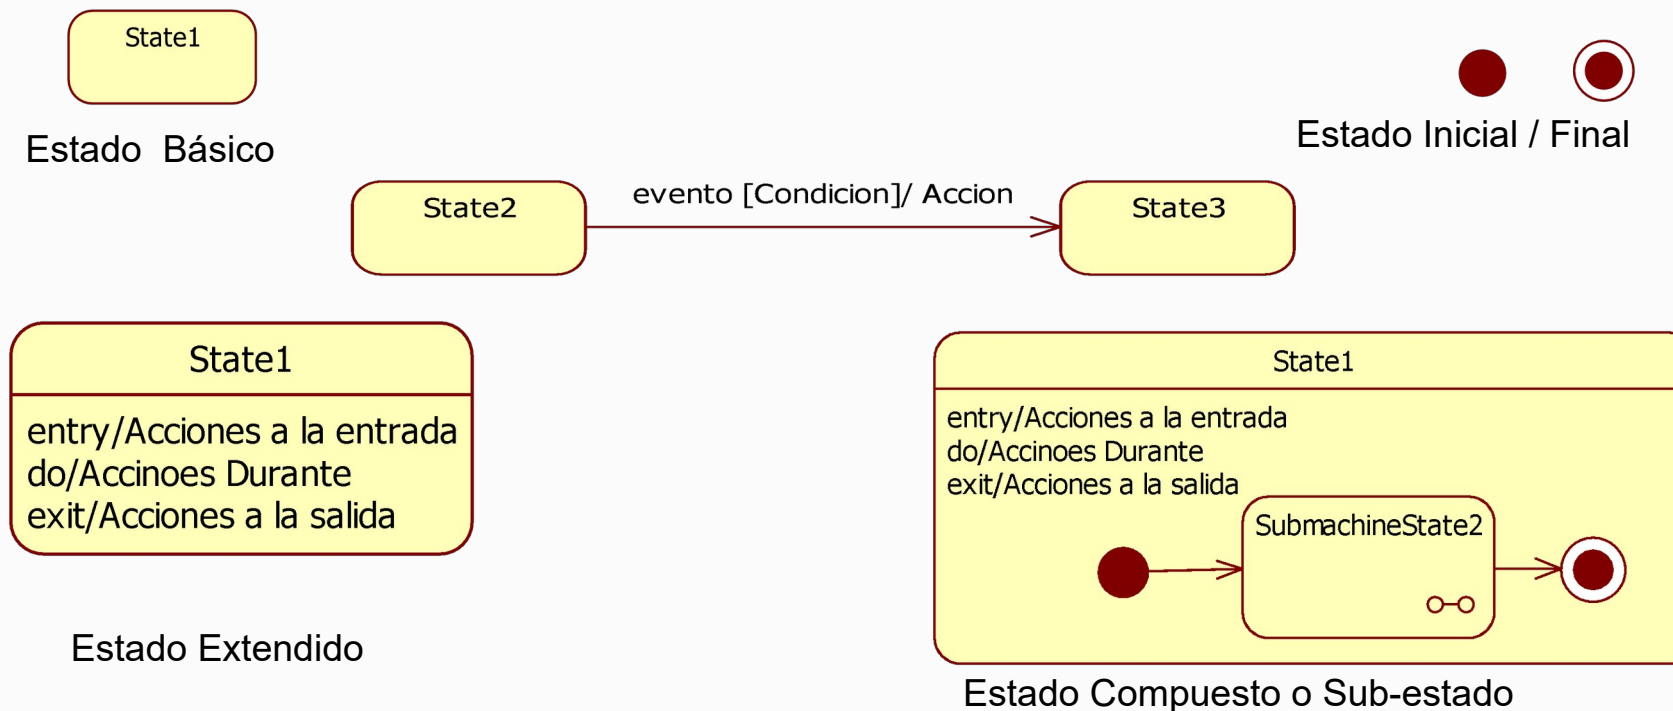 State1
Estado Básico
Estado Inicial / Final
State2
evento [Condicion]/ Accion
State3
State1
entry/Acciones a la entrada
do/Accinoes Durante
exit/Acciones a la salida
Estado Extendido
State1
entry/Acciones a la entrada
do/Accinoes Durante
exit/Acciones a la salida
SubmachineState2
Estado Compuesto o Sub-estado